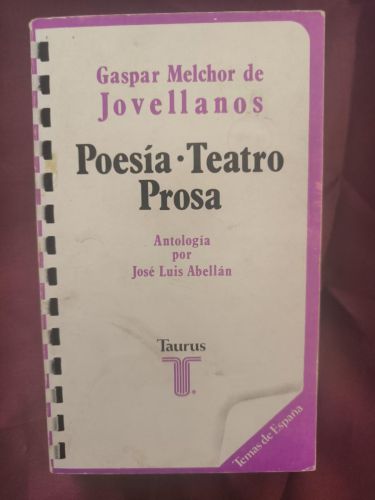 Gaspar Melchor de
Jovellanos
Poesía · Teatro
Prosa
Antología
por
José Luis Abellán
Taurus
Temas de España